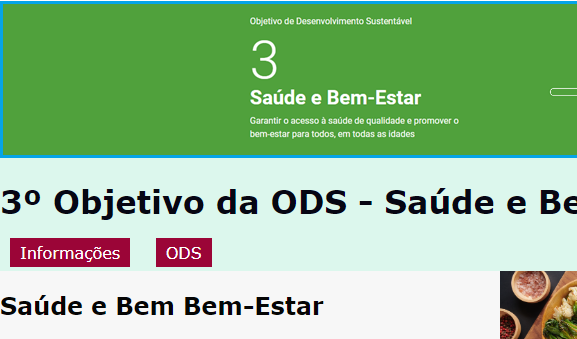 Objetivo de Desenvolvimento Sustentável
3
Saúde e Bem-Estar
Garantir o acesso à saúde de qualidade e promover o
bem-estar para todos, em todas as idades
3º Objetivo da ODS - Saúde e Be
Informações
ODS
Saúde e Bem Bem-Estar